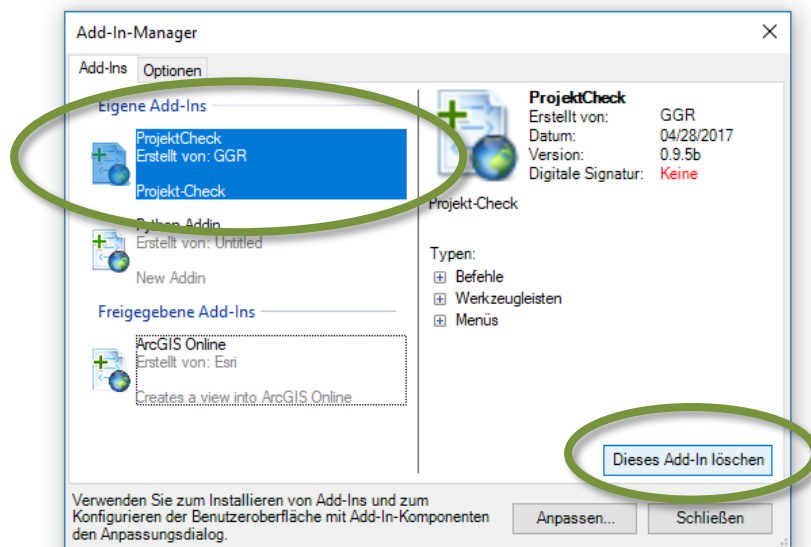 Add-In-Manager
Add-Ins
Optionen
Eigene Add-Ins
ProjektCheck
Erstellt von: GGR
Projekt-Check
Python Addin
Erstellt von: Untitled
New Addin
Freigegebene Add-Ins
ArcGIS Online
Erstellt von: Esri
Creates a view into ArcGIS Online
ProjektCheck
Erstellt von: GGR
Datum: 04/28/2017
Version: 0.9.5b
Digitale Signatur: Keine
Projekt-Check
Typen:
Befehle
Werkzeugleisten
Menüs
Dieses Add-In löschen
Verwenden Sie zum Installieren von Add-Ins und zum
Konfigurieren der Benutzeroberfläche mit Add-In-Komponenten
den Anpassungsdialog.
Anpassen...
Schließen